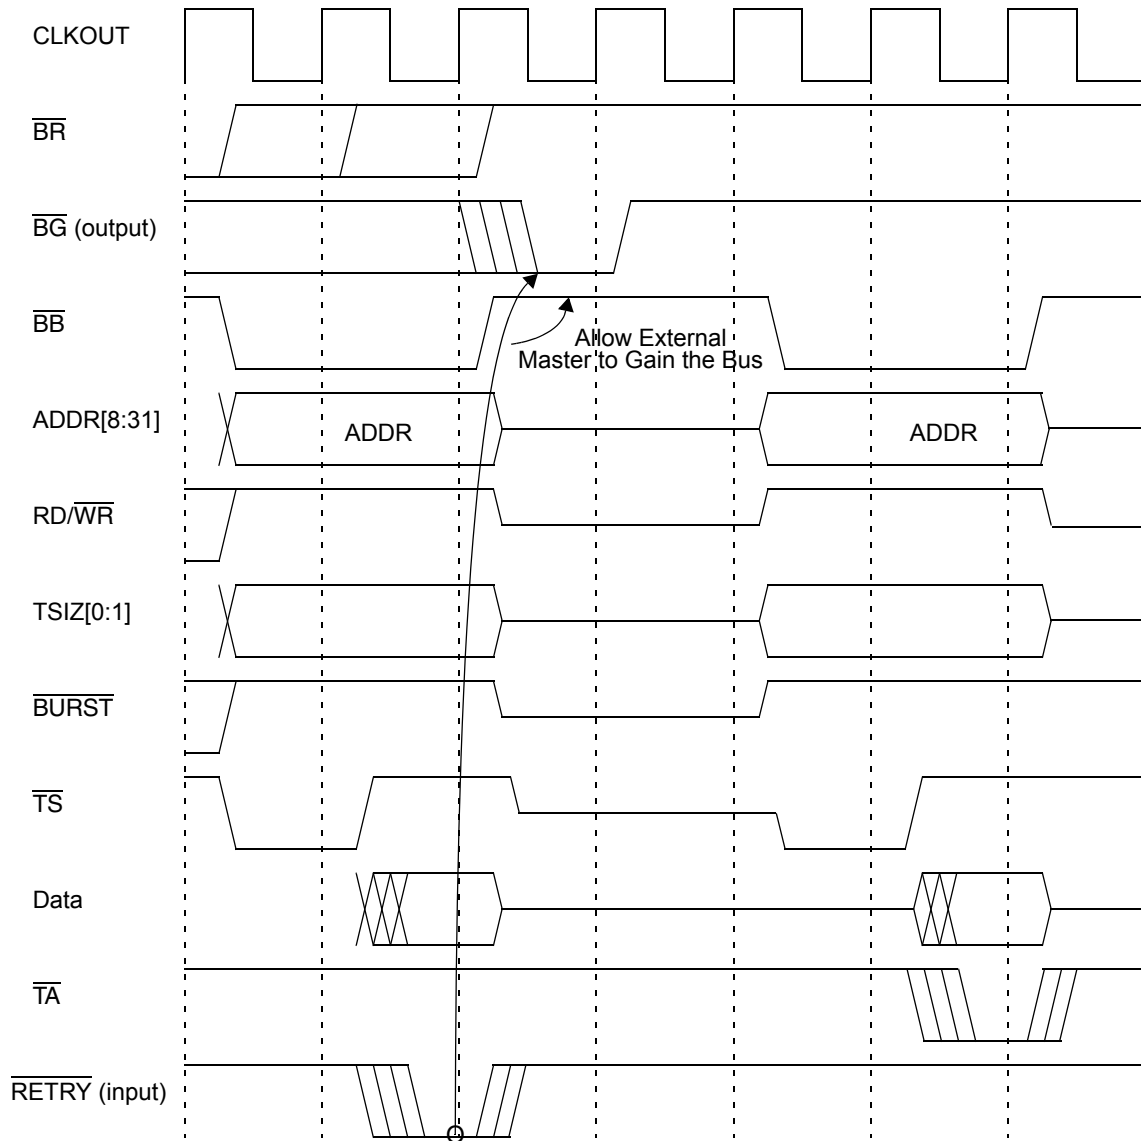 CLKOUT
BR
BG (output)
BB
Allow External
Master to Gain the Bus
ADDR[8:31]
ADDR
ADDR
RD/WR
TSIZ[0:1]
BURST
TS
Data
TA
RETRY (input)